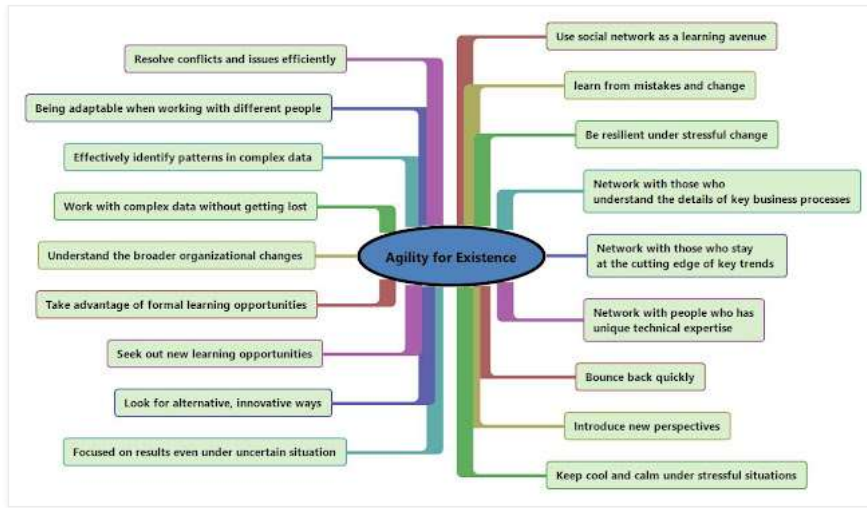 Resolve conflicts and issues efficiently
Being adaptable when working with different people
Effectively identify patterns in complex data
Work with complex data without getting lost
Understand the broader organizational changes
Take advantage of formal learning opportunities
Seek out new learning opportunities
Look for alternative, innovative ways
Focused on results even under uncertain situation
Agility for Existence
Use social network as a learning avenue
learn from mistakes and change
Be resilient under stressful change
Network with those who
understand the details of key business processes
Network with those who stay
at the cutting edge of key trends
Network with people who has
unique technical expertise
Bounce back quickly
Introduce new perspectives
Keep cool and calm under stressful situations